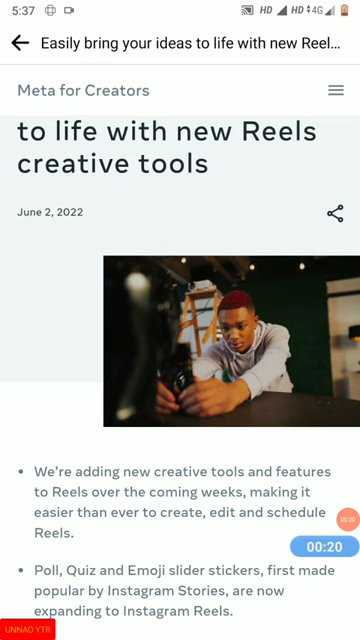 5:37
HD
HD 4G
Easily bring your ideas to life with new Reel...
Meta for Creators
to life with new Reels
creative tools
June 2, 2022
We're adding new creative tools and features
to Reels over the coming weeks, making it
easier than ever to create, edit and schedule
Reels.
00:20
00:20
Poll, Quiz and Emoji slider stickers, first made
popular by Instagram Stories, are now
expanding to Instagram Reels.
UNNAO YTR